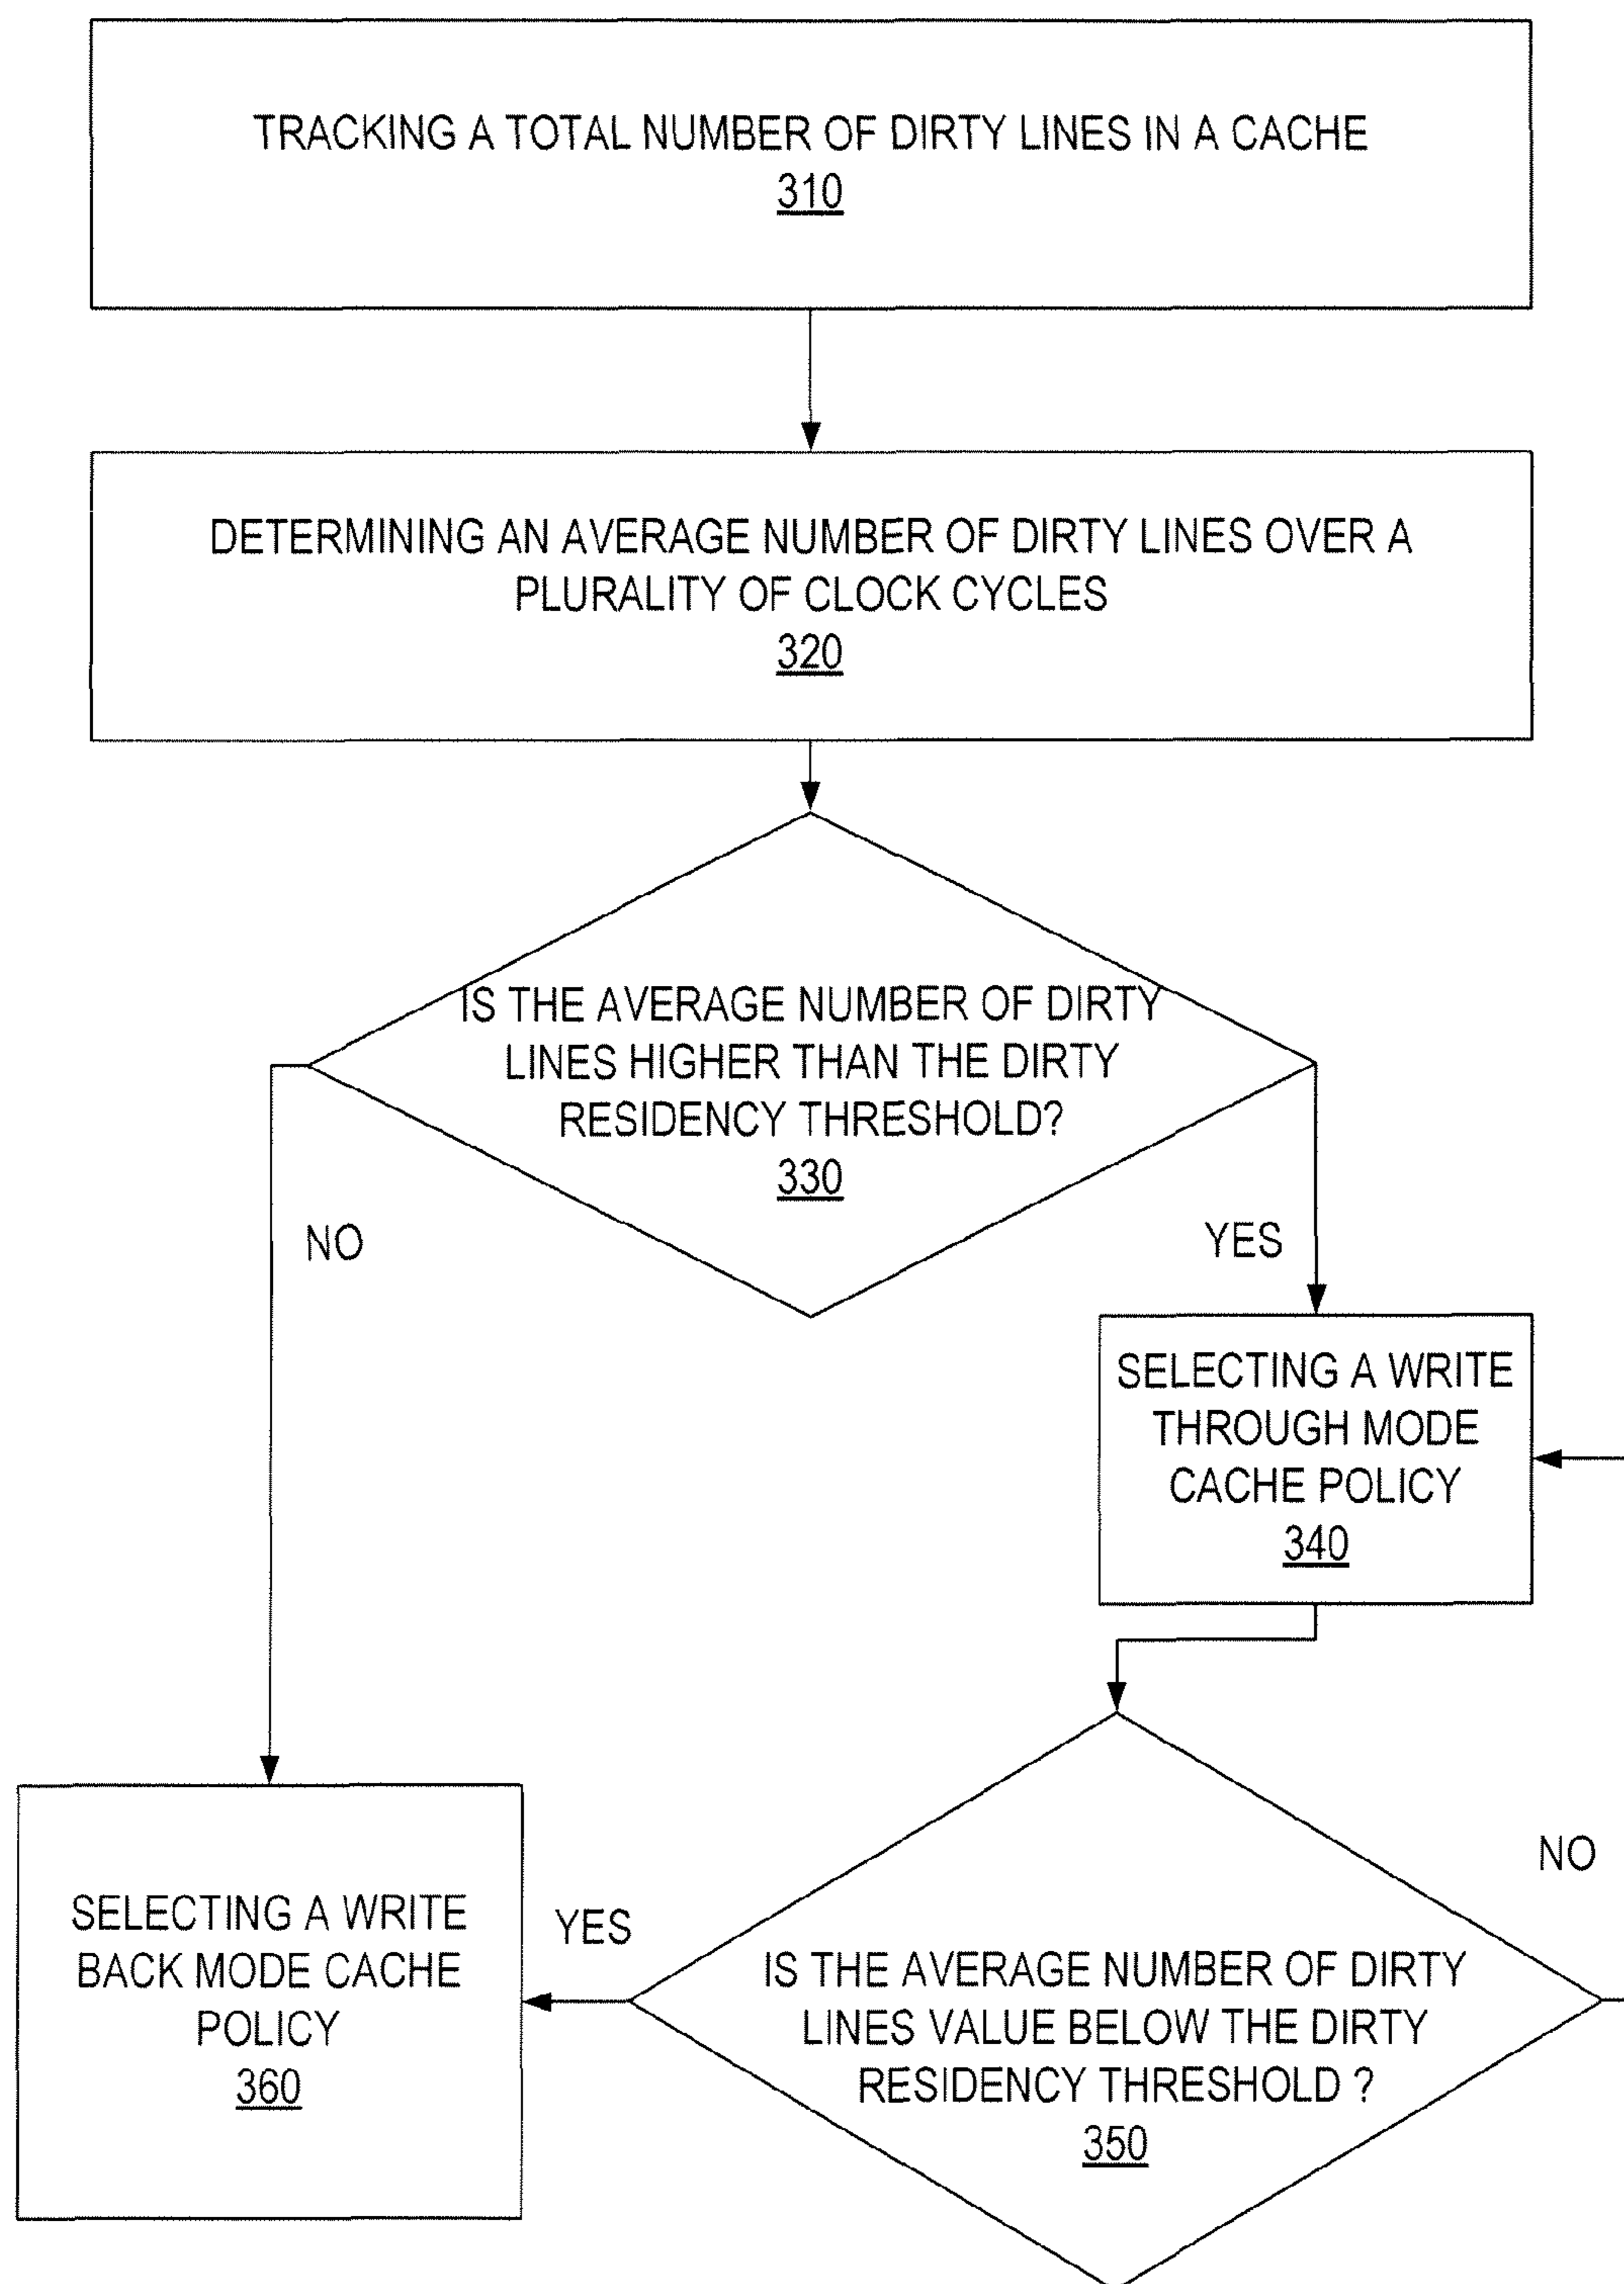 TRACKING A TOTAL NUMBER OF DIRTY LINES IN A CACHE
310
DETERMINING AN AVERAGE NUMBER OF DIRTY LINES OVER A
PLURALITY OF CLOCK CYCLES
320
IS THE AVERAGE NUMBER OF DIRTY
LINES HIGHER THAN THE DIRTY
RESIDENCY THRESHOLD?
330
NO
YES
SELECTING A WRITE
THROUGH MODE
CACHE POLICY
340
SELECTING A WRITE
BACK MODE CACHE
POLICY
360
YES
NO
IS THE AVERAGE NUMBER OF DIRTY
LINES VALUE BELOW THE DIRTY
RESIDENCY THRESHOLD ?
350